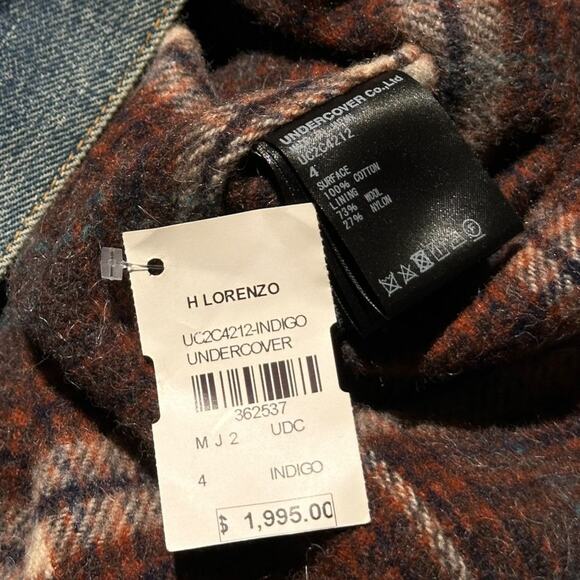 UNDERCOVER Co.,Ltd
UC2C4212
4
SURFACE
100% COTTON
LINING
73% WOOL
27% NYLON
H LORENZO
UC2C4212-INDIGO
UNDERCOVER
362537
M J 2 UDC
4 INDIGO
$ 1,995.00